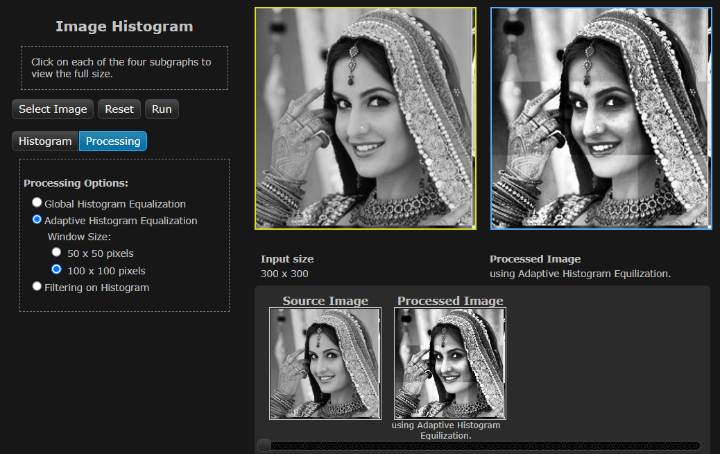 Image Histogram
Click on each of the four subgraphs to
view the full size.
Select Image
Reset
Run
Histogram
Processing
Processing Options:
Global Histogram Equalization
Adaptive Histogram Equalization
Window Size:
50 x 50 pixels
100 x 100 pixels
Filtering on Histogram
Input size
300 x 300
Processed Image
using Adaptive Histogram Equilization.
Source Image
Processed Image
using Adaptive Histogram
Equilization.